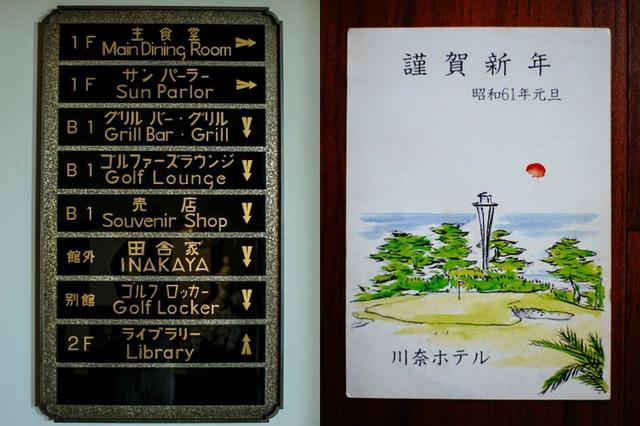 1F 主食堂 Main Dining Room
1F サンパーラー Sun Parlor
B1 グリルバー・グリル Grill Bar・Grill
B1 ゴルファーズラウンジ Golf Lounge
B1 売店 Souvenir Shop
館外 田舎家 INAKAYA
別館 ゴルフロッカー Golf Locker
2F ライブラリー Library
謹賀新年
昭和61年元旦
川奈ホテル